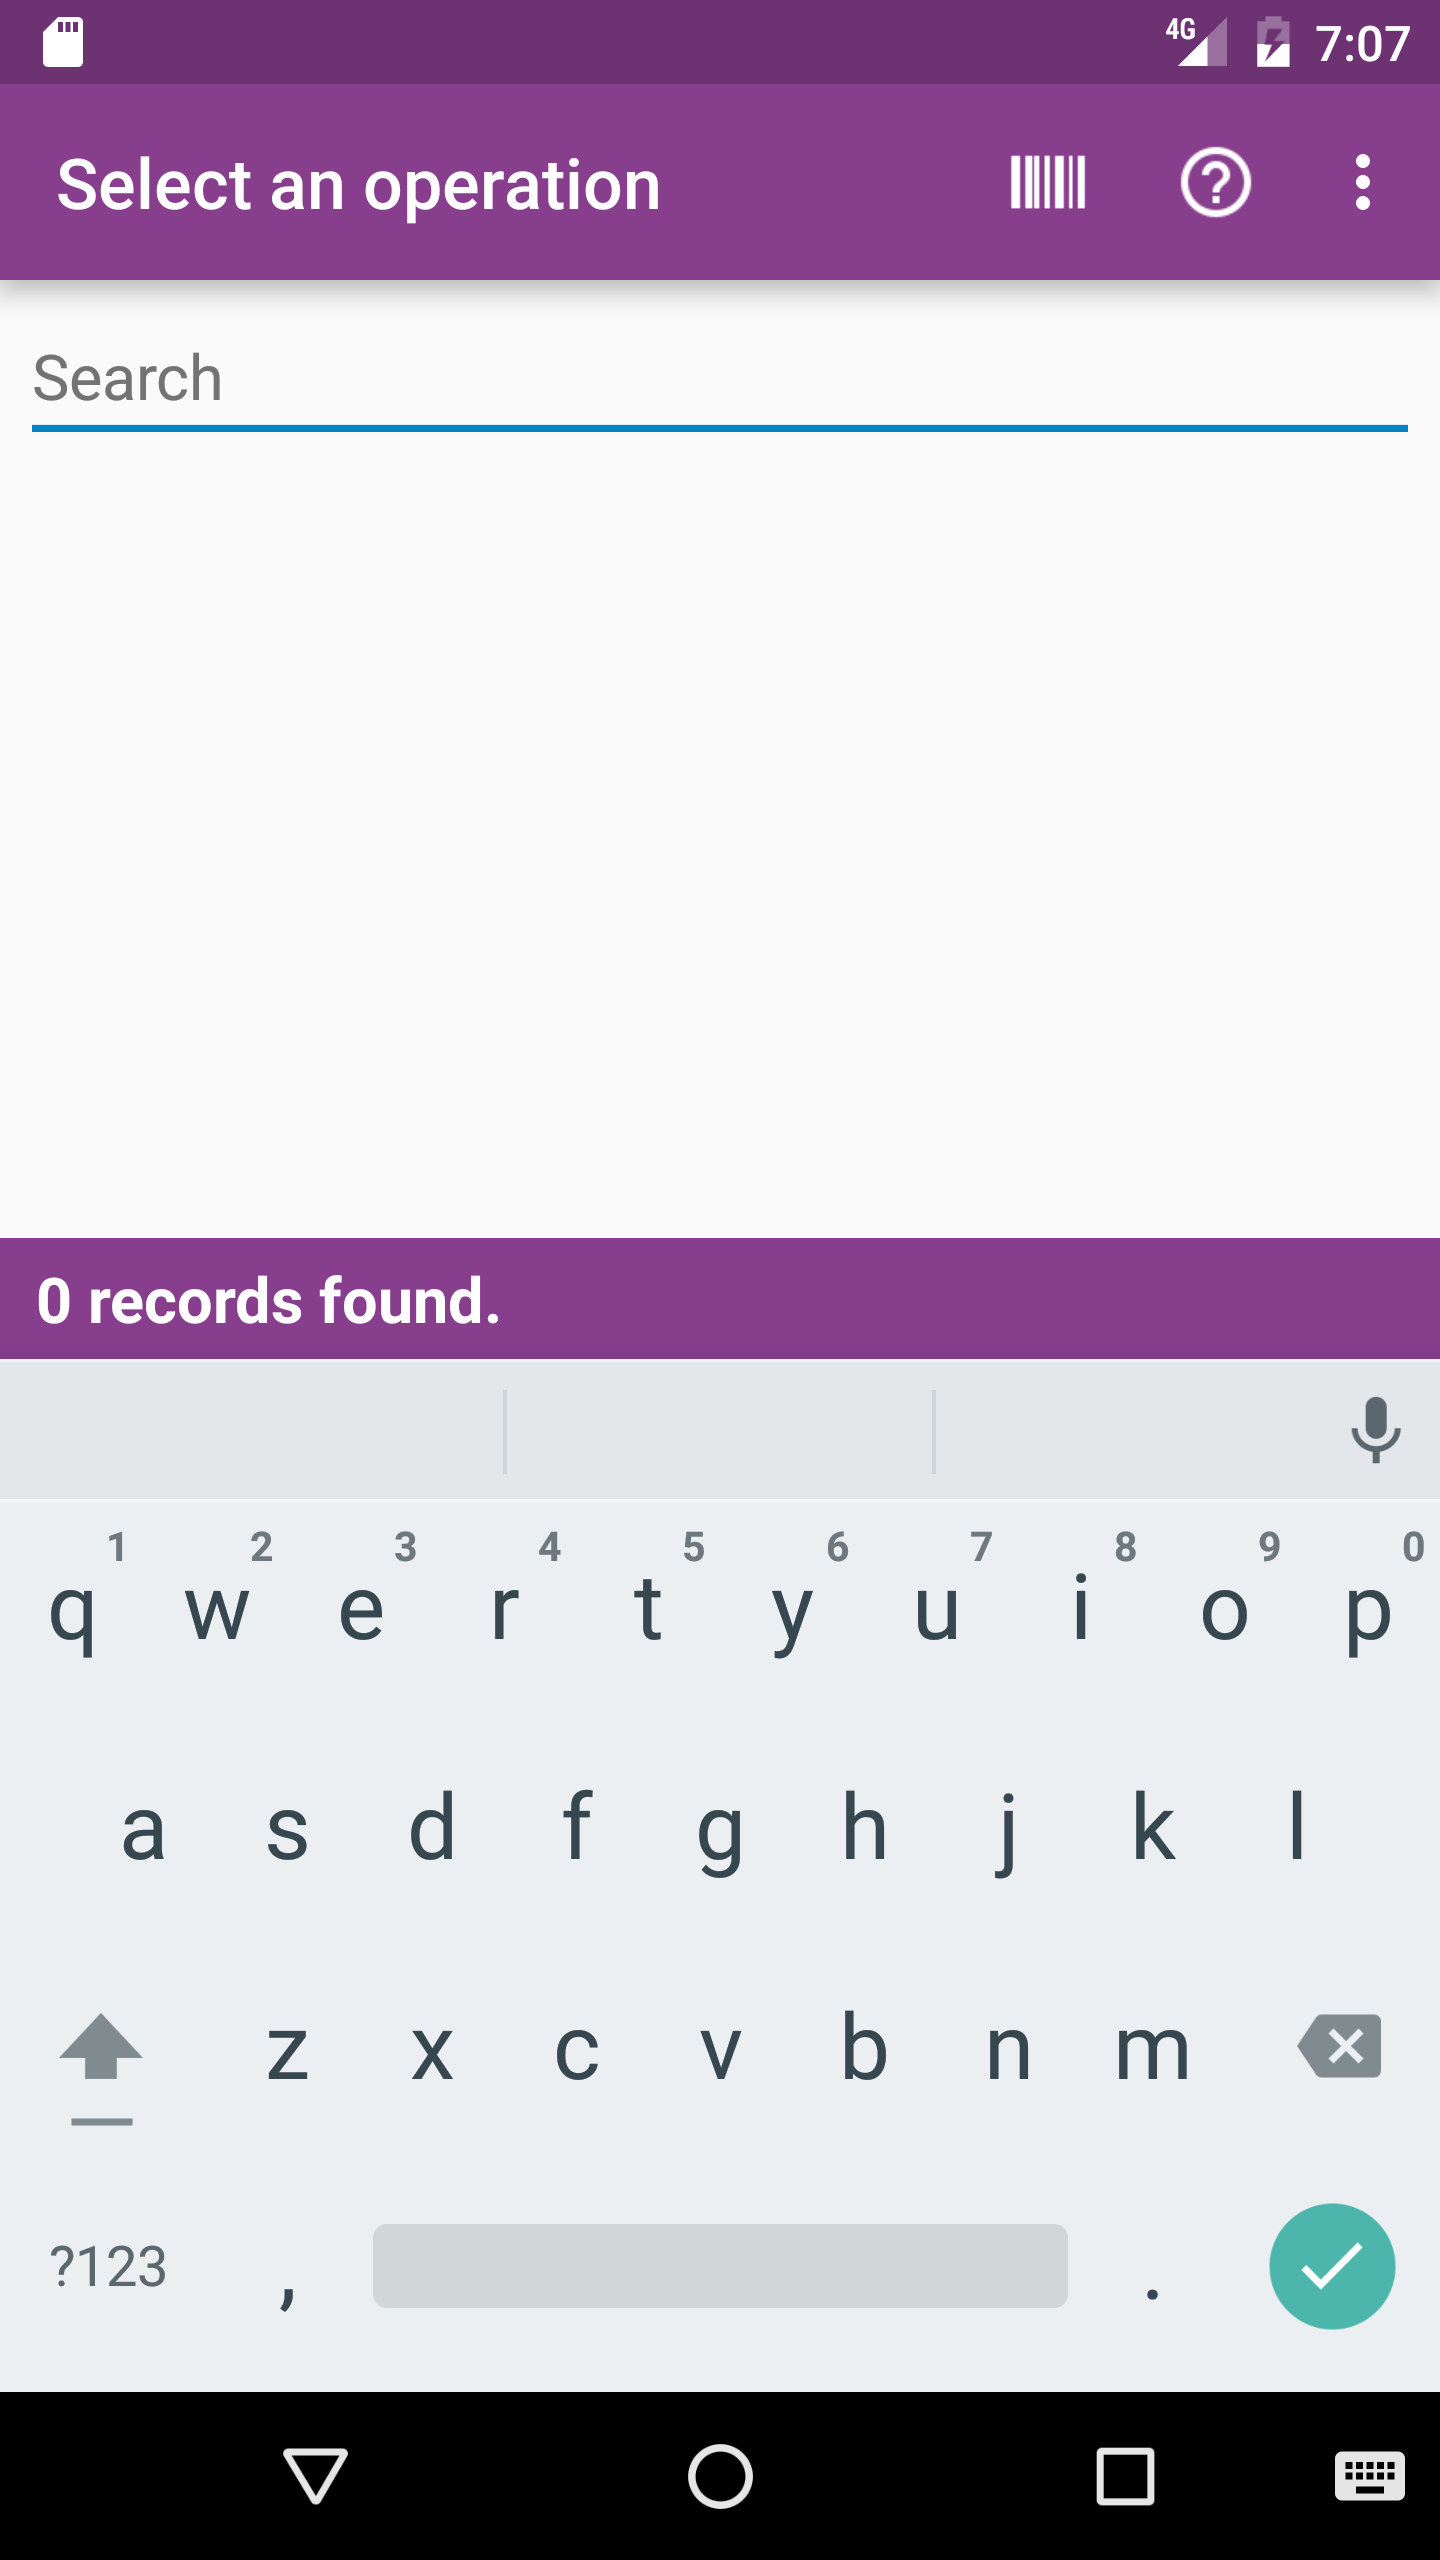 4G 7:07
Select an operation
Search
0 records found.
1 2 3 4 5 6 7 8 9 0
q w e r t y u i o p
a s d f g h j k l
z x c v b n m
?123 , .